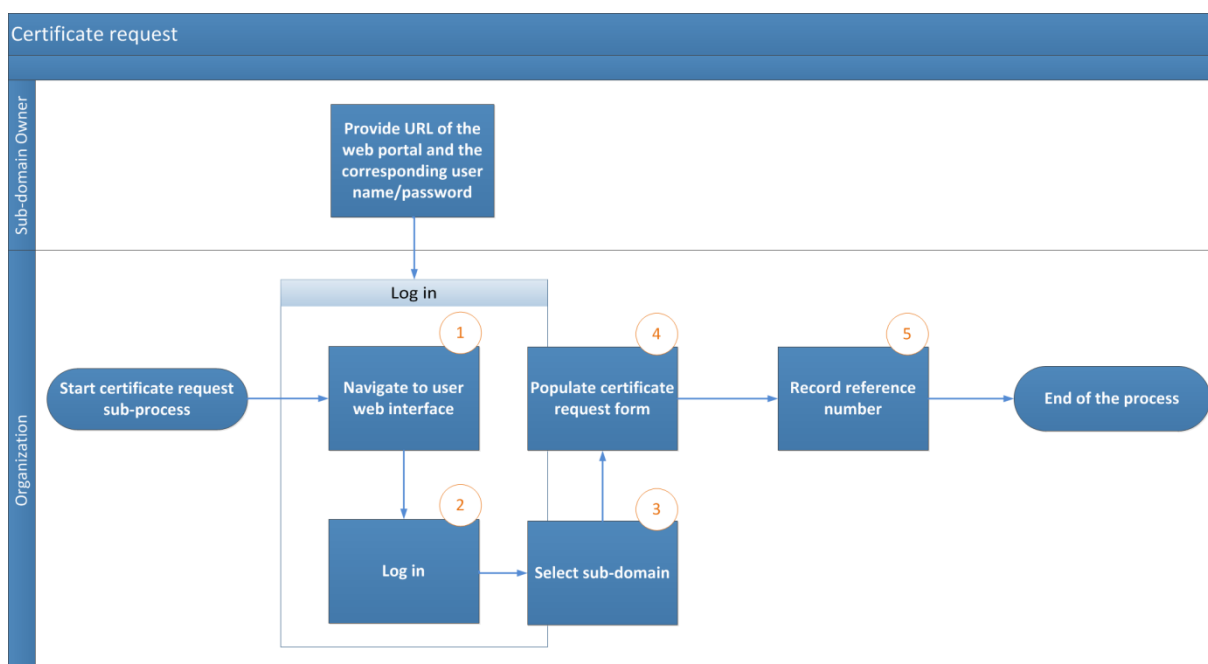 Certificate request
Sub-domain Owner
Provide URL of the
web portal and the
corresponding user
name/password
Organization
Log in
1
Navigate to user
web interface
4
Populate certificate
request form
5
Record reference
number
Start certificate request
sub-process
End of the process
2
Log in
3
Select sub-domain